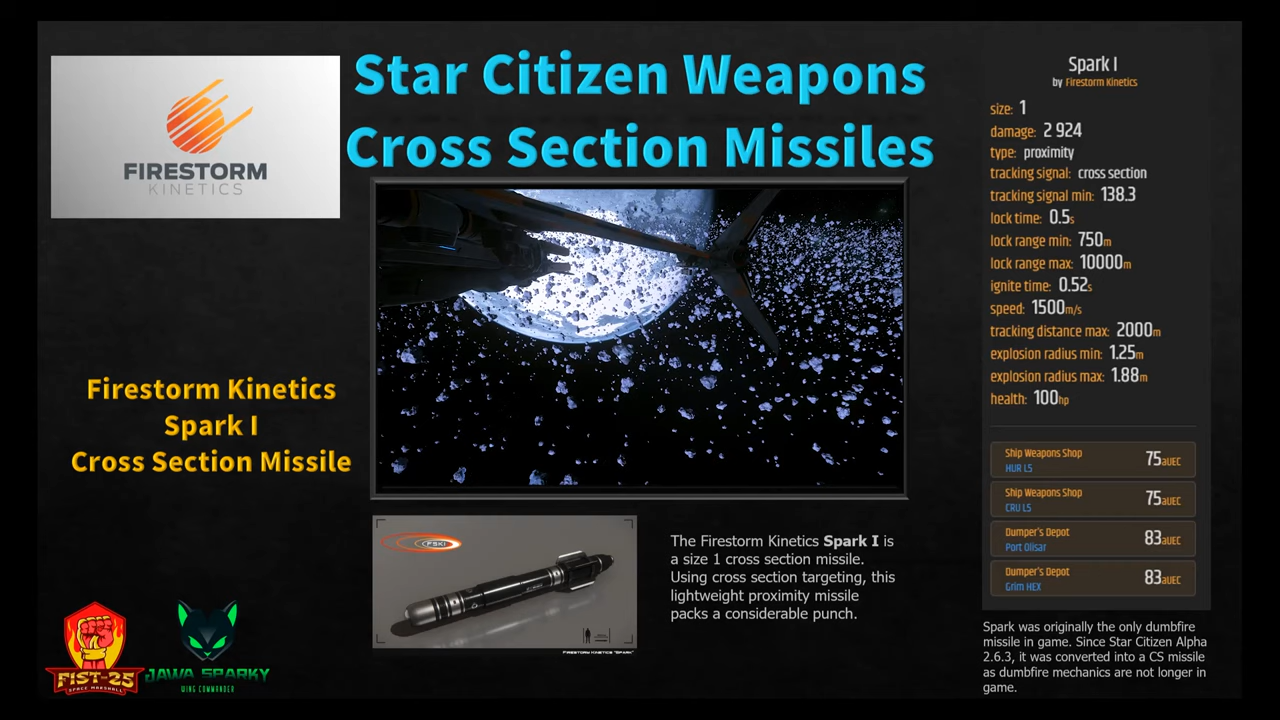 Star Citizen Weapons
Cross Section Missiles
FIRESTORM
KINETICS
Firestorm Kinetics
Spark I
Cross Section Missile
Spark I
by Firestorm Kinetics
size: 1
damage: 2 924
type: proximity
tracking signal: cross section
tracking signal min: 138.3
lock time: 0.5s
lock range min: 750m
lock range max: 10000m
ignite time: 0.52s
speed: 1500m/s
tracking distance max: 2000m
explosion radius min: 1.25m
explosion radius max: 1.88m
health: 100hp
Ship Weapons Shop
HUR L5
75aUEC
Ship Weapons Shop
CRU L5
75aUEC
Dumper's Depot
Port Olisar
83aUEC
Dumper's Depot
Grim HEX
83aUEC
FSKI
FIRESTORM KINETICS "SPARK"
The Firestorm Kinetics Spark I is
a size 1 cross section missile.
Using cross section targeting, this
lightweight proximity missile
packs a considerable punch.
Spark was originally the only dumbfire
missile in game. Since Star Citizen Alpha
2.6.3, it was converted into a CS missile
as dumbfire mechanics are not longer in
game.
FIST-25
SPACE MARSHALL
JAWA SPARKY
WING COMMANDER